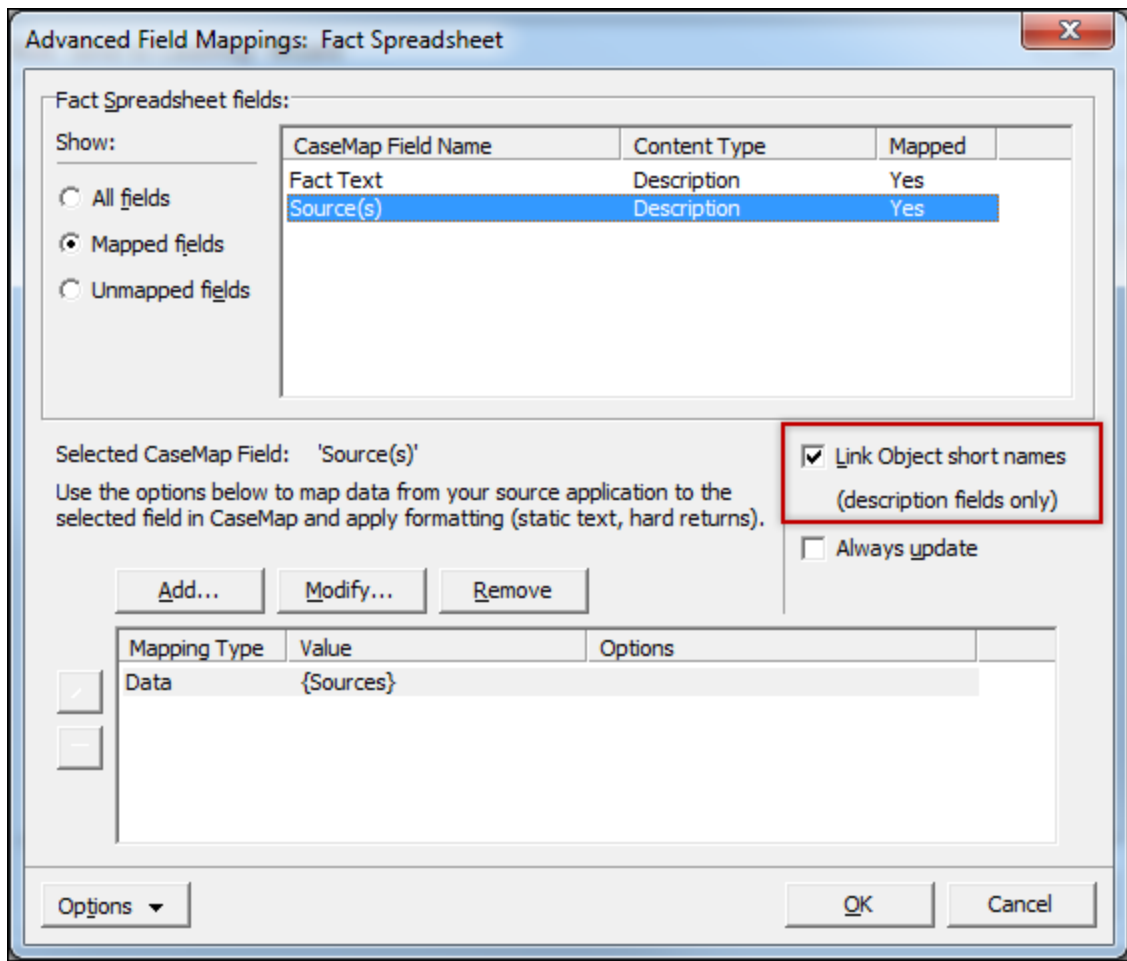 Advanced Field Mappings:  Fact Spreadsheet
Fact Spreadsheet fields:
Show:
CaseMap Field Name Content Type Mapped
Fact Text Description Yes
Source(s) Description Yes
All fields
Mapped fields
Unmapped fields
Selected CaseMap Field: 'Source(s)'
Use the options below to map data from your source application to the
selected field in CaseMap and apply formatting (static text, hard returns).
Link Object short names
(description fields only)
Always update
Add... Modify... Remove
Mapping Type Value Options
Data {Sources}
Options OK Cancel